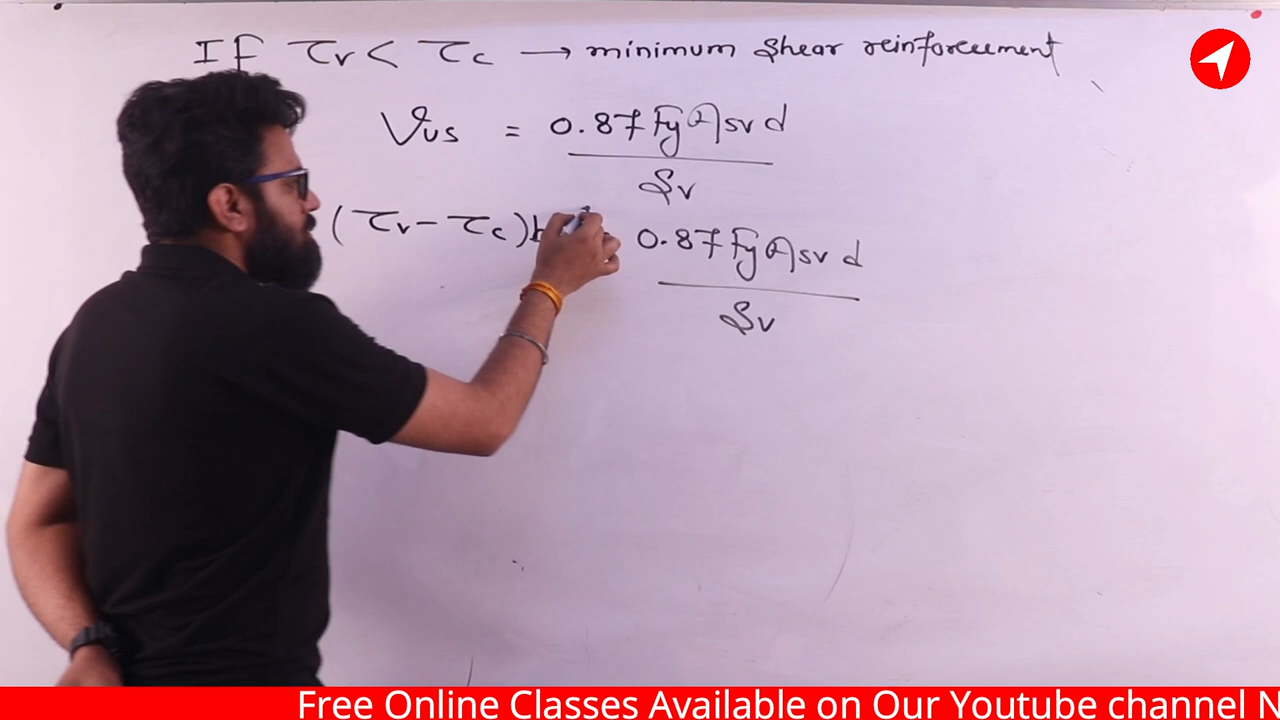 If τv < τc → minimum shear reinforcement
Vus = 0.87 Fy Asv d
Sv
(τv - τc) b = 0.87 Fy Asv d
Sv
Free Online Classes Available on Our Youtube channel N